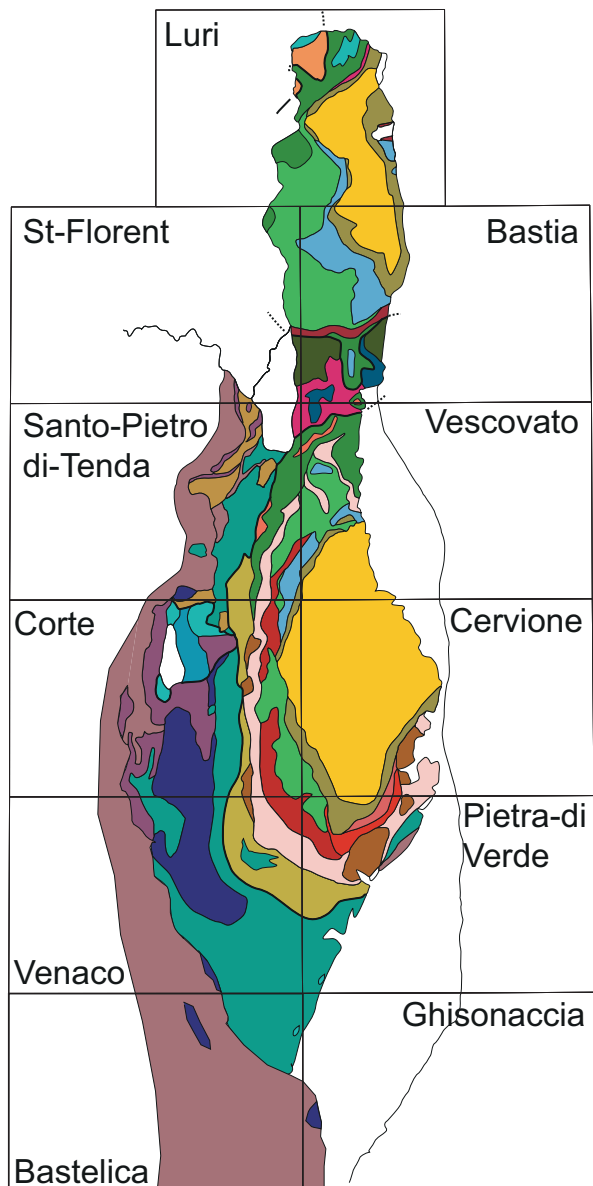 Luri
St-Florent
Bastia
Santo-Pietro
di-Tenda
Vescovato
Corte
Cervione
Pietra-di
Verde
Venaco
Ghisonaccia
Bastelica